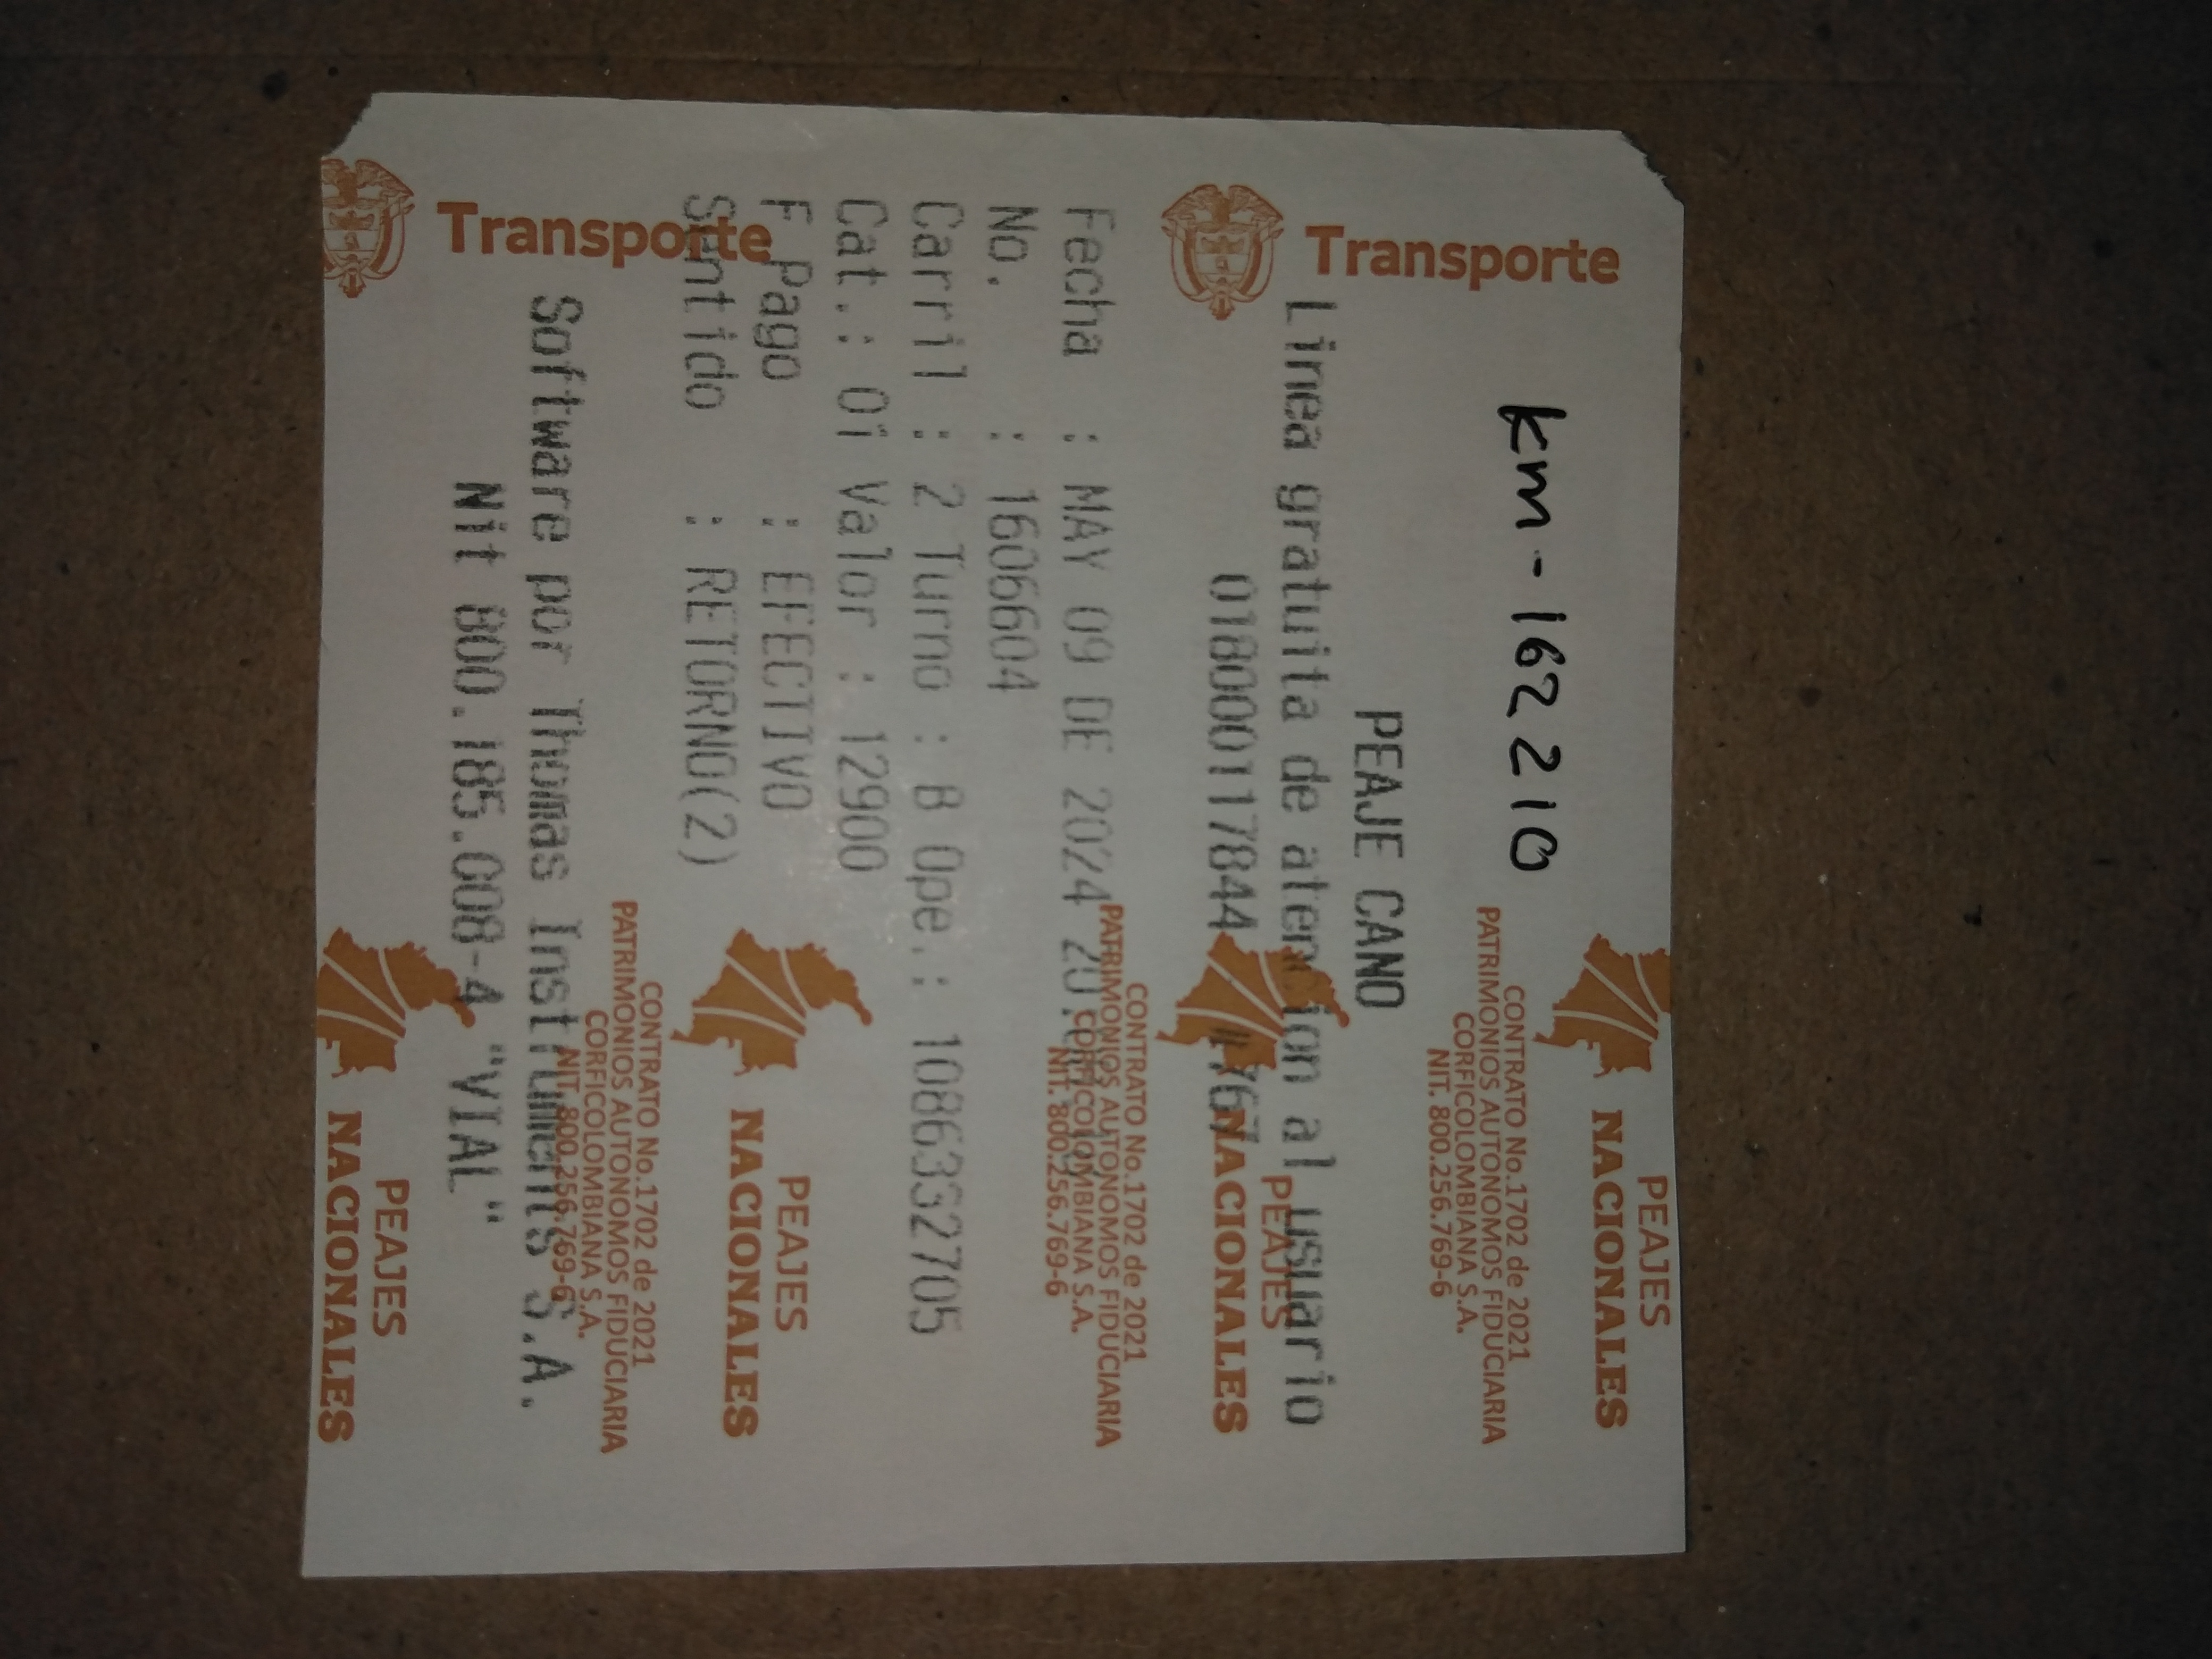 PEAJES
NACIONALES
Transporte
km - 162210
CONTRATO No.1702 de 2021
PATRIMONIOS AUTONOMOS FIDUCIARIA
CORFICOLOMBIANA S.A.
NIT. 800.256.769-6
PEAJE CANO
Linea gratuita de atencion al usuario
018000117844
PEAJES
NACIONALES
Transporte
CONTRATO No.1702 de 2021
PATRIMONIOS AUTONOMOS FIDUCIARIA
CORFICOLOMBIANA S.A.
NIT. 800.256.769-6
Fecha : MAY 09 DE 2024
No. : 1606604
Carril : 2 Turno : B Ope. : 1086332705
Cat.: 01 Valor : 12900
F Pago : EFECTIVO
Sentido : RETORNO(2)
PEAJES
NACIONALES
Transporte
CONTRATO No.1702 de 2021
PATRIMONIOS AUTONOMOS FIDUCIARIA
CORFICOLOMBIANA S.A.
NIT. 800.256.769-6
Software por Thomas Instruments S.A.
Nit 800.185.008-4 "VIAL"
PEAJES
NACIONALES